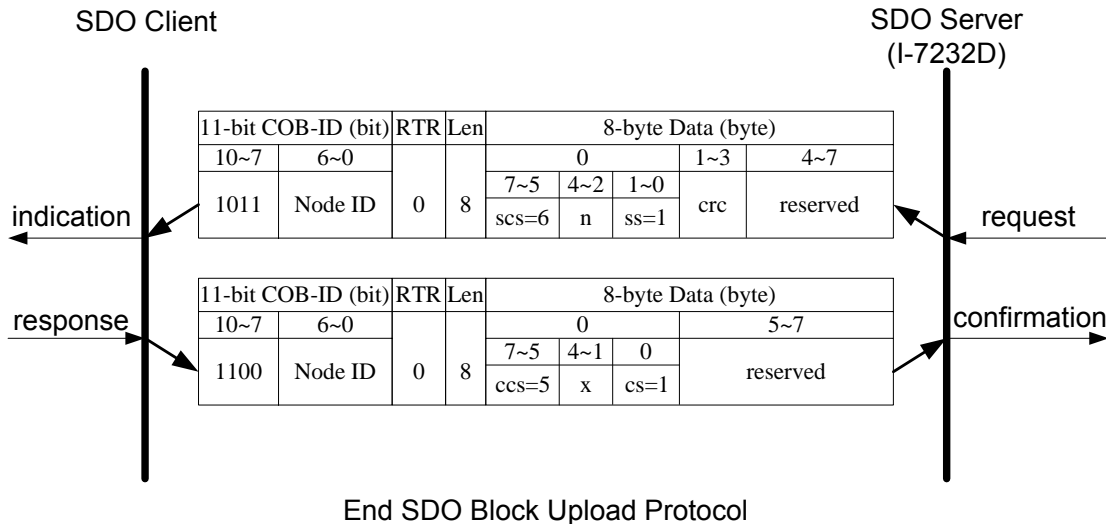 SDO Client
SDO Server
(I-7232D)
11-bit COB-ID (bit) RTR Len 8-byte Data (byte)
10~7 6~0 0 8 0 1~3 4~7
7~5 4~2 1~0
1011 Node ID scs=6 n ss=1 crc reserved
indication
request
11-bit COB-ID (bit) RTR Len 8-byte Data (byte)
10~7 6~0 0 8 0 5~7
7~5 4~1 0
1100 Node ID ccs=5 x cs=1 reserved
response
confirmation
End SDO Block Upload Protocol